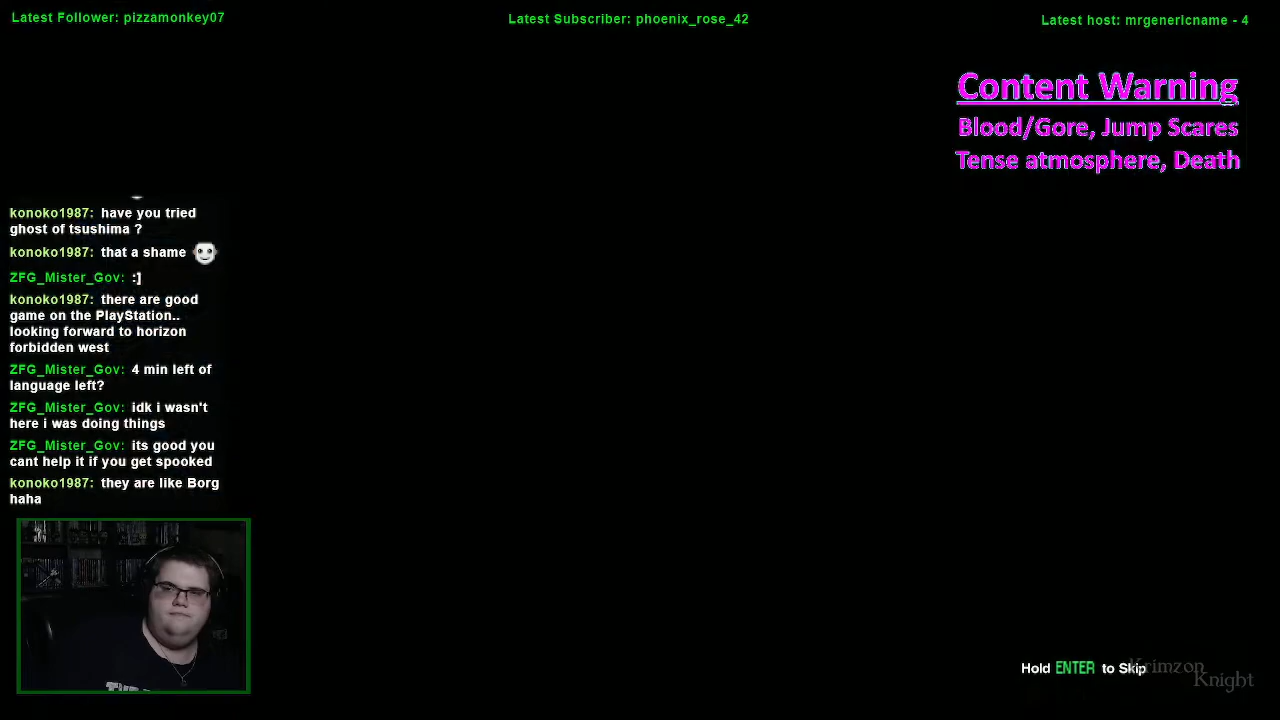 Latest Follower: pizzamonkey07
Latest Subscriber: phoenix_rose_42
Latest host: mrgenericname - 4
Content Warning
Blood/Gore, Jump Scares
Tense atmosphere, Death
konoko1987: have you tried
ghost of tsushima ?
konoko1987: that a shame
ZFG_Mister_Gov: :]
konoko1987: there are good
game on the PlayStation..
looking forward to horizon
forbidden west
ZFG_Mister_Gov: 4 min left of
language left?
ZFG_Mister_Gov: idk i wasn't
here i was doing things
ZFG_Mister_Gov: its good you
cant help it if you get spooked
konoko1987: they are like Borg
haha
Hold ENTER to Skip
Krimzon
Knight